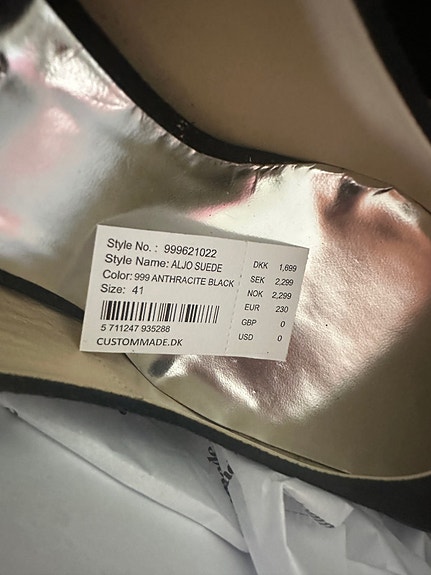 Style No. : 999621022
Style Name: ALJO SUEDE
Color: 999 ANTHRACITE BLACK
Size: 41
5 711247 935286
CUSTOMMADE.DK
DKK 1,699
SEK 2,299
NOK 2,299
EUR 230
GBP 0
USD 0